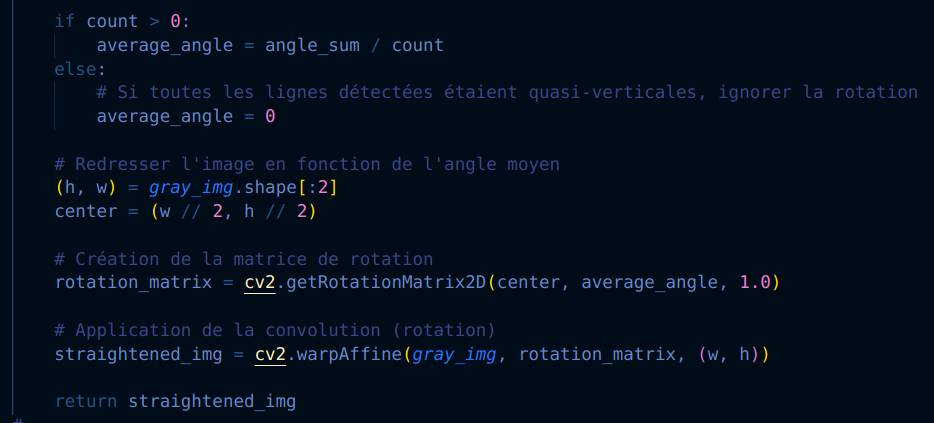 if count > 0:
average_angle = angle_sum / count
else:
# Si toutes les lignes détectées étaient quasi-verticales, ignorer la rotation
average_angle = 0
# Redresser l'image en fonction de l'angle moyen
(h, w) = gray_img.shape[:2]
center = (w // 2, h // 2)
# Création de la matrice de rotation
rotation_matrix = cv2.getRotationMatrix2D(center, average_angle, 1.0)
# Application de la convolution (rotation)
straightened_img = cv2.warpAffine(gray_img, rotation_matrix, (w, h))
return straightened_img
#